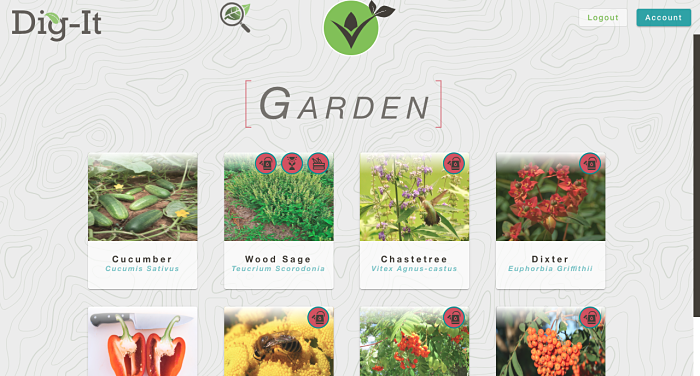 Dig-It
Logout
Account
[GARDEN]
Cucumber
Cucumis Sativus
Wood Sage
Teucrium Scorodonia
Chastetree
Vitex Agnus-castus
Dixter
Euphorbia Griffithii